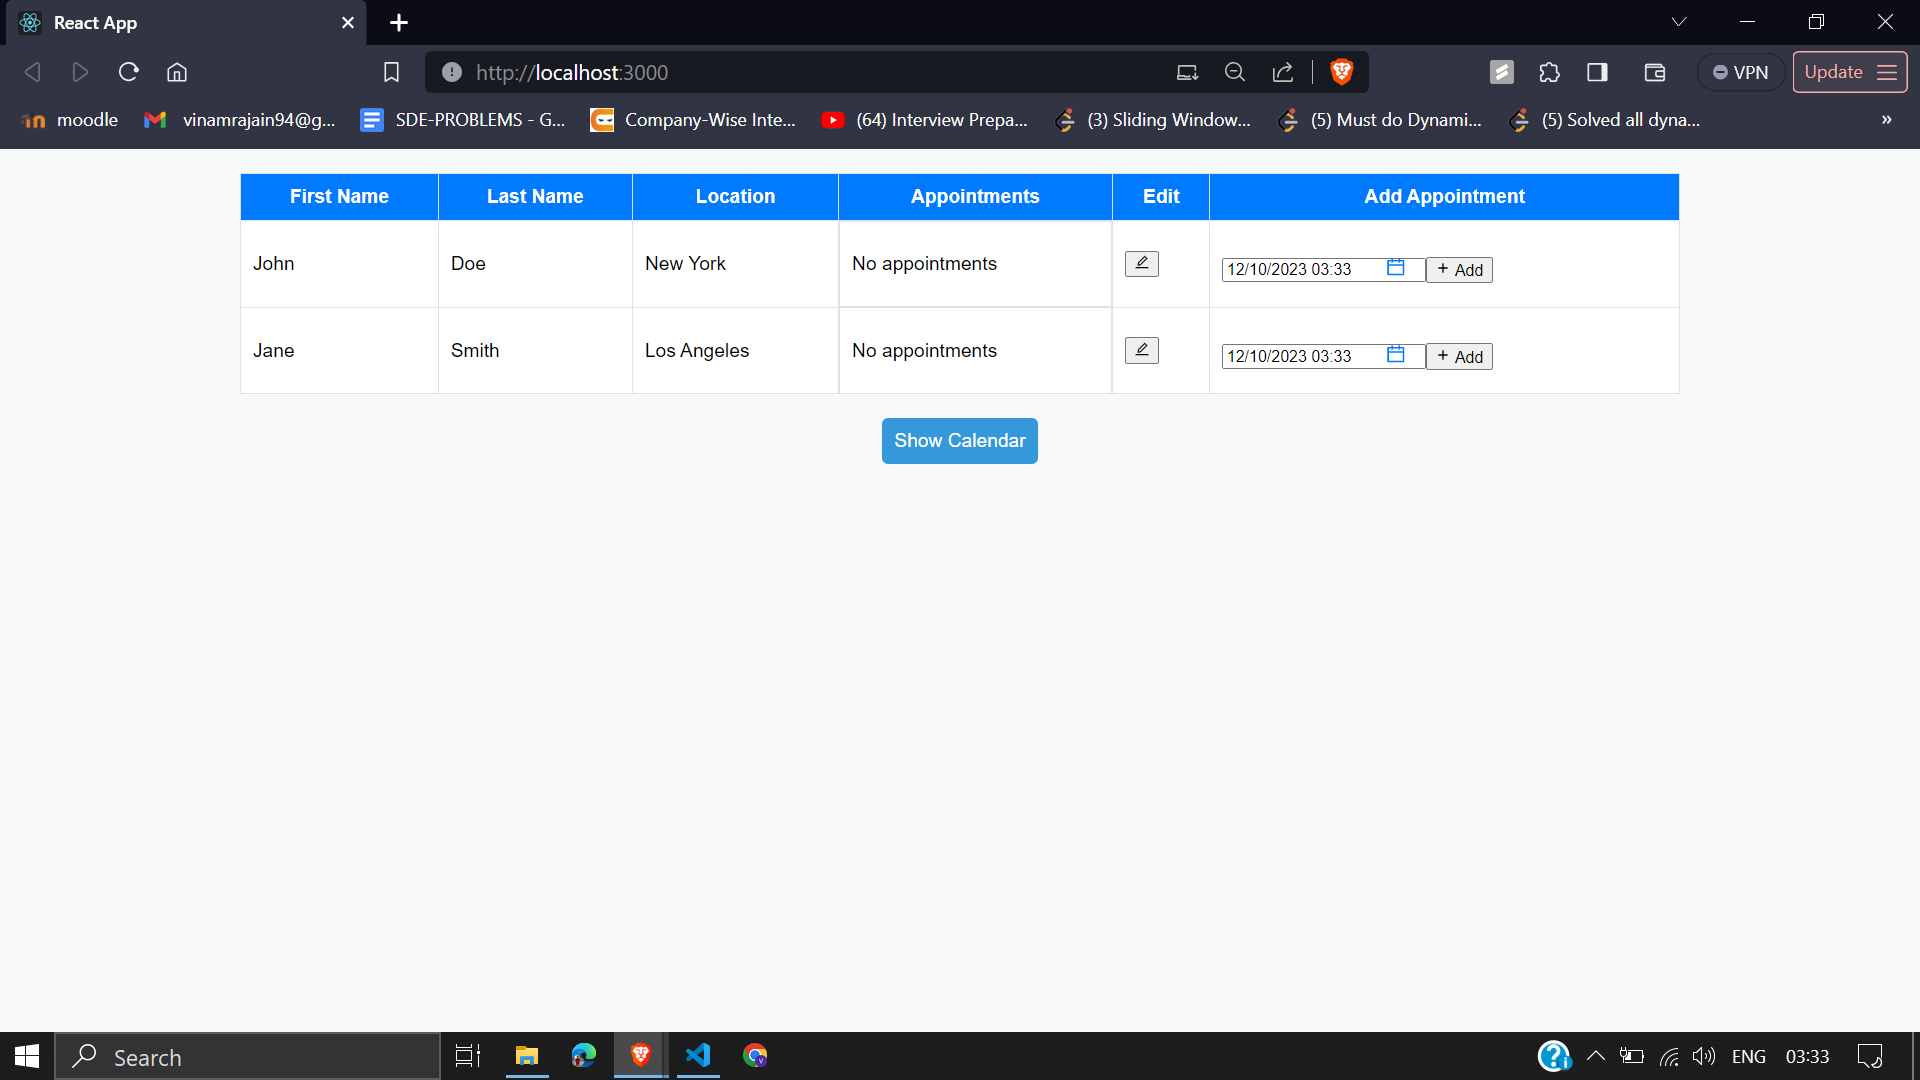 React App
http://localhost:3000
VPN
Update
moodle
vinamrajain94@g...
SDE-PROBLEMS - G...
Company-Wise Inte...
(64) Interview Prepa...
(3) Sliding Window...
(5) Must do Dynami...
(5) Solved all dyna...
»
First Name Last Name Location Appointments Edit Add Appointment
John Doe New York No appointments 12/10/2023 03:33 + Add
Jane Smith Los Angeles No appointments 12/10/2023 03:33 + Add
Show Calendar
Search
ENG
03:33